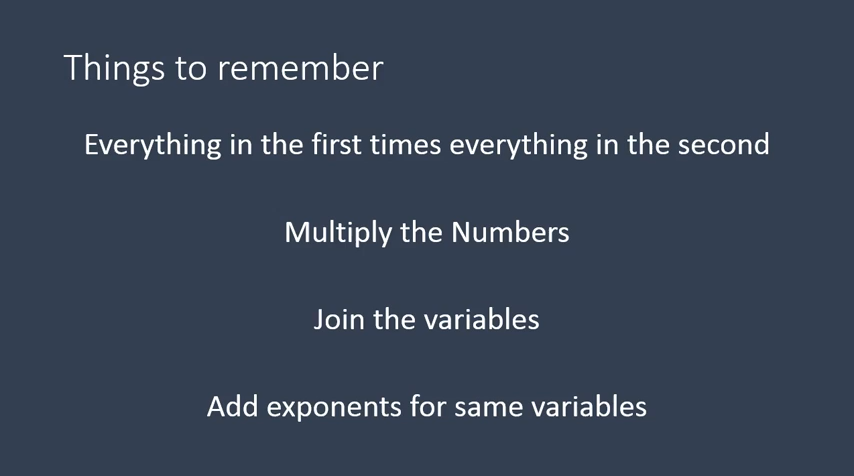 Things to remember
Everything in the first times everything in the second
Multiply the Numbers
Join the variables
Add exponents for same variables